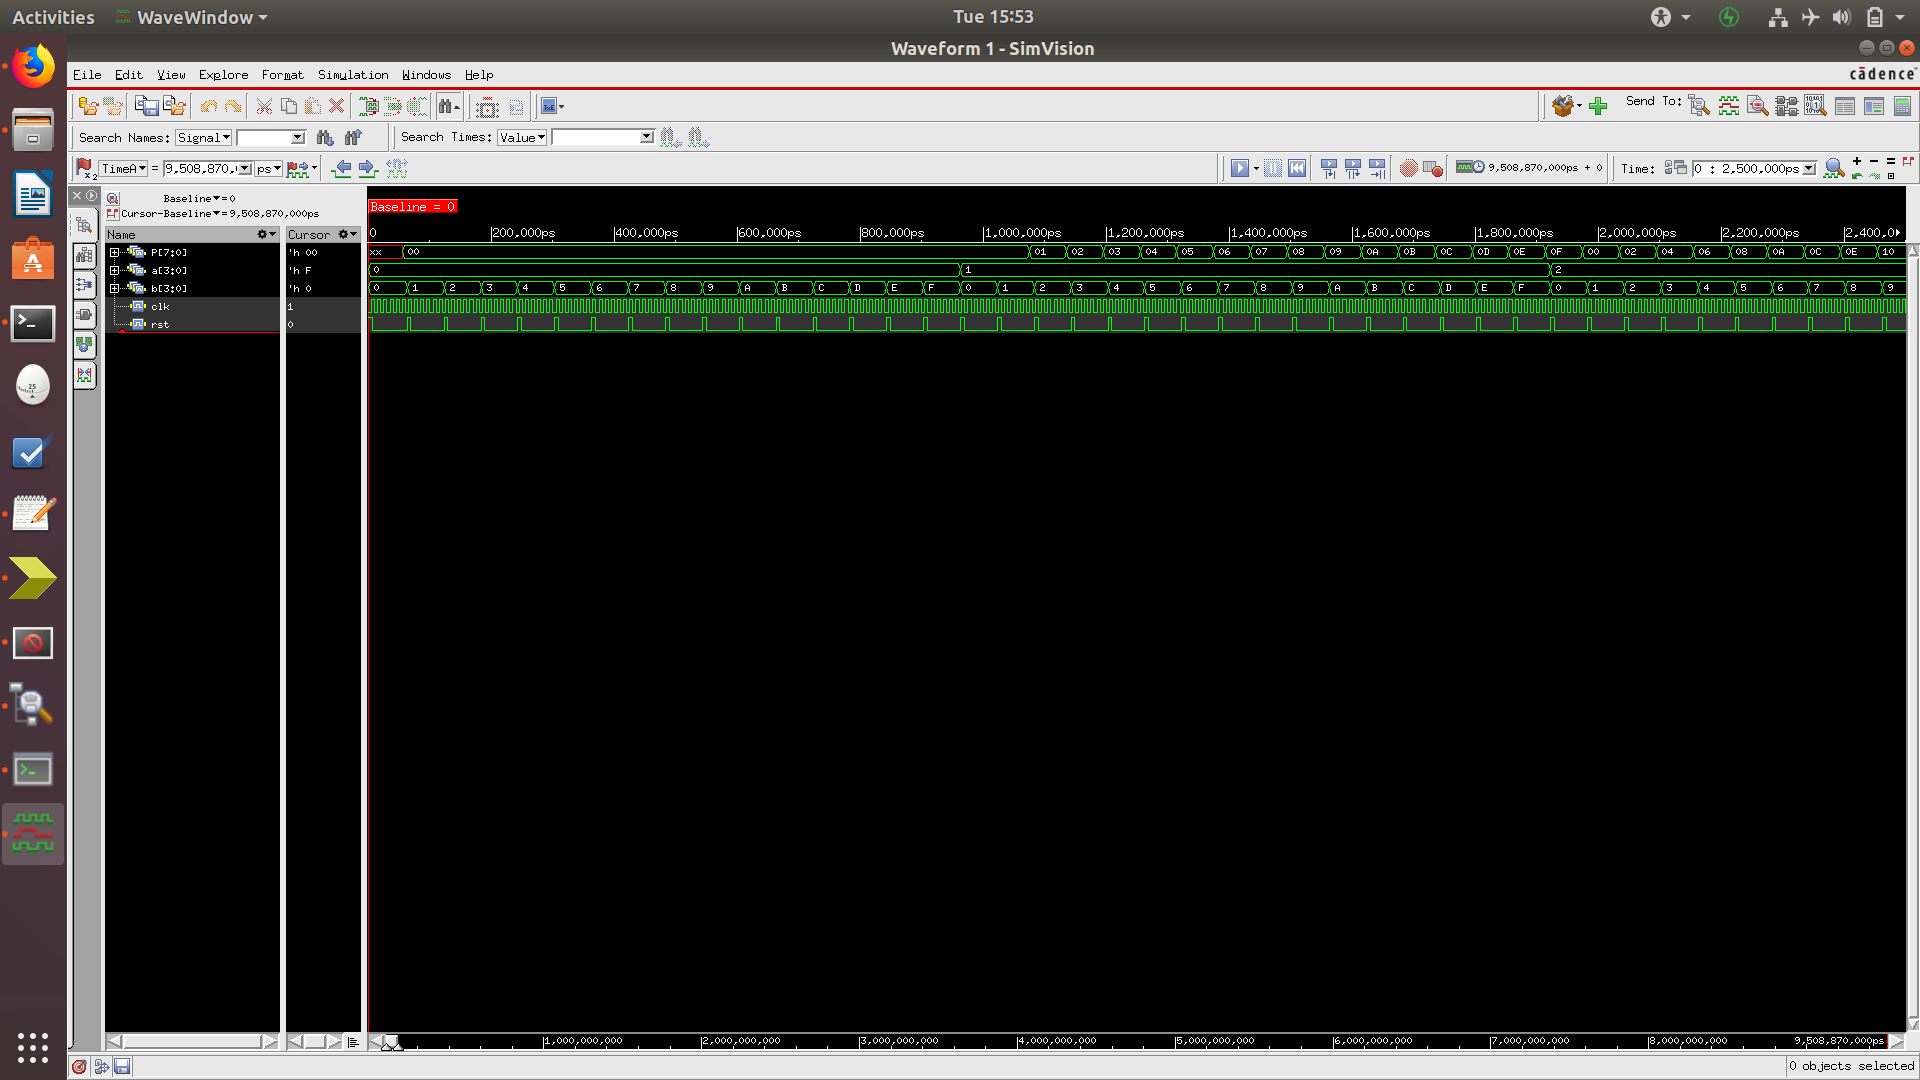 Activities WaveWindow Tue 15:53
Waveform 1 - SimVision
File Edit View Explore Format Simulation Windows Help cādence
Send To:
Search Names: Signal Search Times: Value
TimeA = 9,508,870, ps 9,508,870,000ps + 0 Time: 0 : 2,500,000ps
Baseline = 0
Cursor-Baseline = 9,508,870,000ps
Baseline = 0
Name Cursor 0 200,000ps 400,000ps 600,000ps 800,000ps 1,000,000ps 1,200,000ps 1,400,000ps 1,600,000ps 1,800,000ps 2,000,000ps 2,200,000ps 2,400,0
P[7:0] 'h 00 xx 00 01 02 03 04 05 06 07 08 09 0A 0B 0C 0D 0E 0F 00 02 04 06 08 0A 0C 0E 10
a[3:0] 'h F 0 1 2
b[3:0] 'h 0 0 1 2 3 4 5 6 7 8 9 A B C D E F 0 1 2 3 4 5 6 7 8 9 A B C D E F 0 1 2 3 4 5 6 7 8 9
clk 1
rst 0
1,000,000,000 2,000,000,000 3,000,000,000 4,000,000,000 5,000,000,000 6,000,000,000 7,000,000,000 8,000,000,000 9,508,870,000ps
0 objects selected